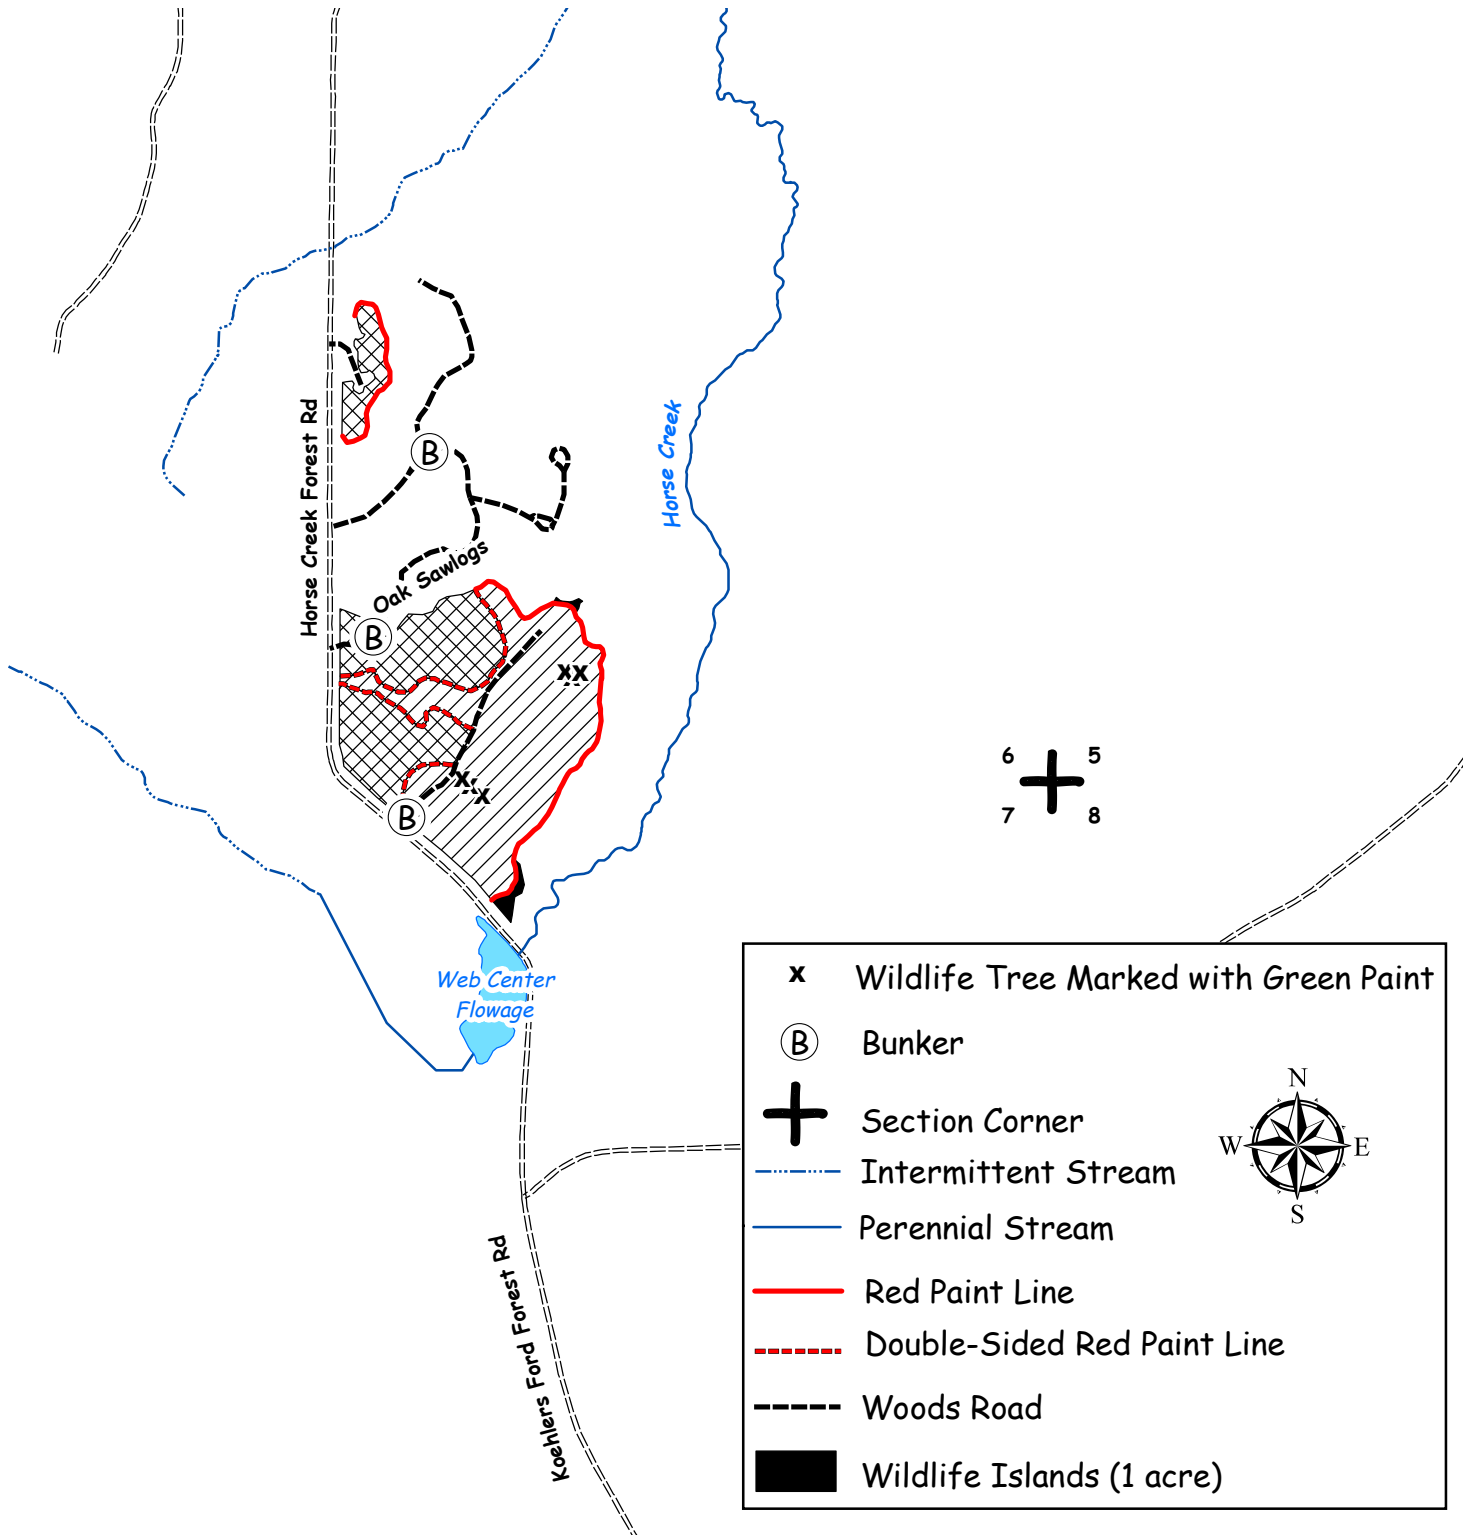 Horse Creek Forest Rd
Horse Creek
B
Oak Sawlogs
B
B
6 5
7 8
Web Center
Flowage
Koehlers Ford Forest Rd
x Wildlife Tree Marked with Green Paint
B Bunker
Section Corner
Intermittent Stream
Perennial Stream
Red Paint Line
Double-Sided Red Paint Line
Woods Road
Wildlife Islands (1 acre)
N
W E
S
xx
x
x
x
x